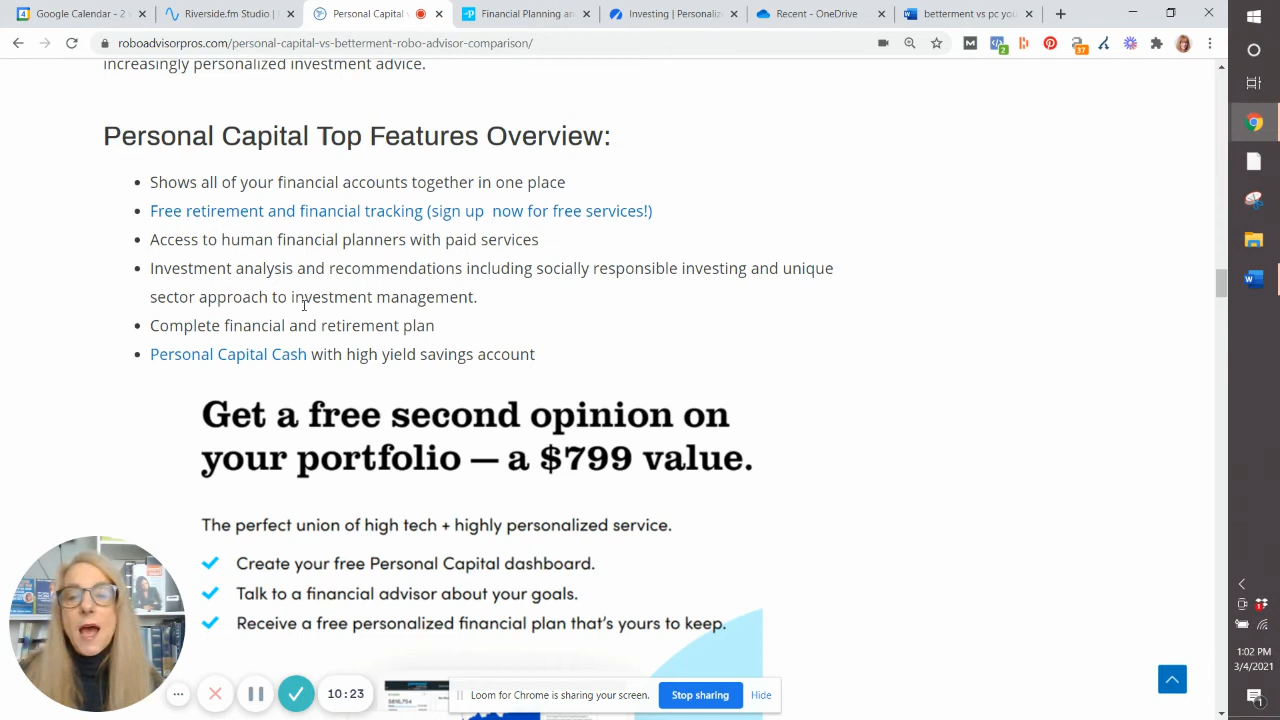 Google Calendar - 2 v
Riverside.fm Studio | 
Personal Capital v
Financial Planning an
Investing | Personaliz
Recent - OneDrive
betterment vs pc you
roboadvisorpros.com/personal-capital-vs-betterment-robo-advisor-comparison/
2
37
increasingly personalized investment advice.
Personal Capital Top Features Overview:
Shows all of your financial accounts together in one place
Free retirement and financial tracking (sign up now for free services!)
Access to human financial planners with paid services
Investment analysis and recommendations including socially responsible investing and unique
sector approach to investment management.
Complete financial and retirement plan
Personal Capital Cash with high yield savings account
Get a free second opinion on
your portfolio — a $799 value.
The perfect union of high tech + highly personalized service.
Create your free Personal Capital dashboard.
Talk to a financial advisor about your goals.
Receive a free personalized financial plan that's yours to keep.
10:23
Loom for Chrome is sharing your screen.
Stop sharing
Hide
1:02 PM
3/4/2021